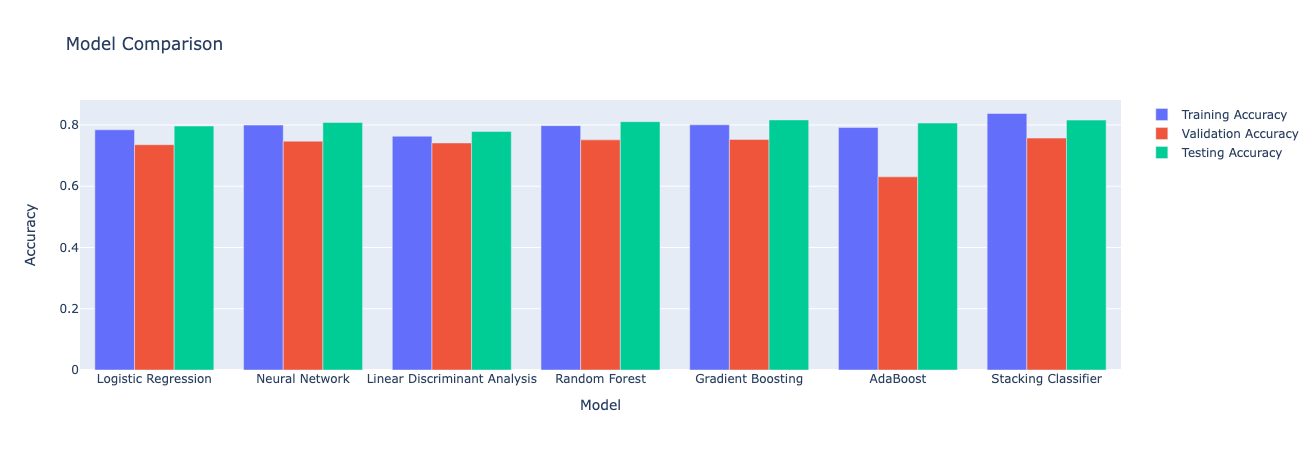 Model Comparison
Training Accuracy
Validation Accuracy
Testing Accuracy
Accuracy
0.8
0.6
0.4
0.2
0
Logistic Regression
Neural Network
Linear Discriminant Analysis
Random Forest
Gradient Boosting
AdaBoost
Stacking Classifier
Model